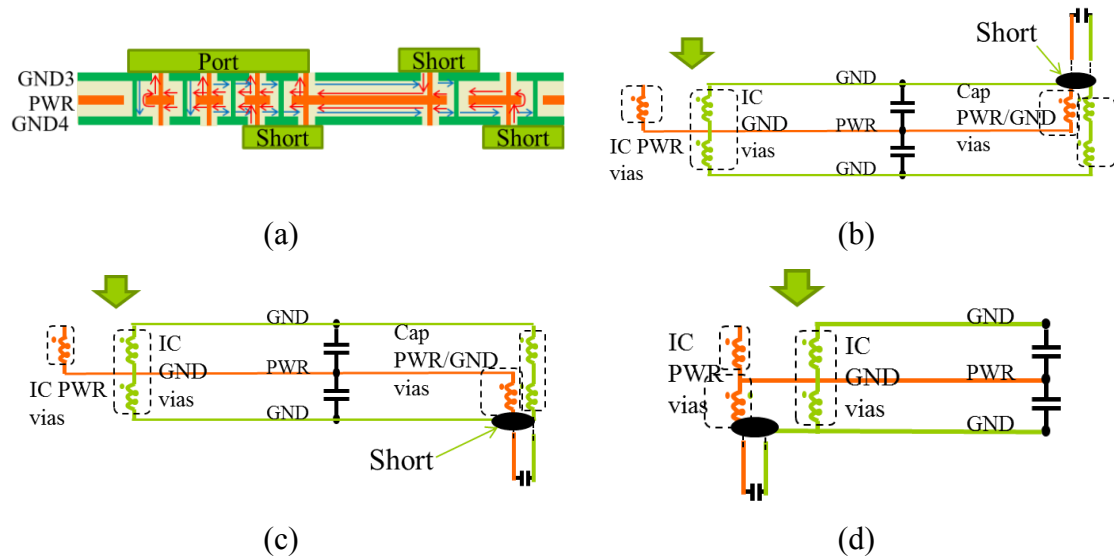 Port
Short
GND3
PWR
GND4
Short
Short
(a)
Short
GND
IC
GND
vias
PWR
Cap
PWR/GND
vias
IC PWR
vias
GND
(b)
GND
IC
GND
vias
PWR
Cap
PWR/GND
vias
IC PWR
vias
GND
Short
(c)
GND
IC
PWR
vias
IC
GND
vias
PWR
GND
(d)